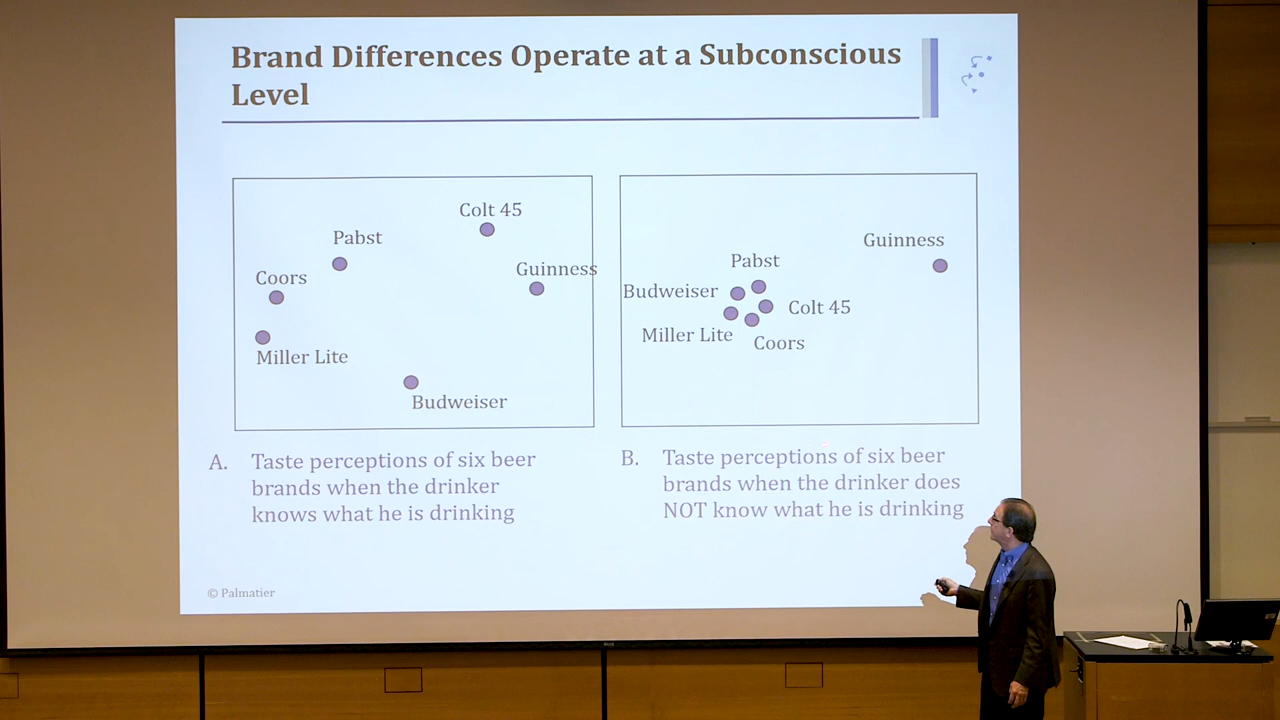 Brand Differences Operate at a Subconscious
Level
Colt 45
Pabst
Guinness
Coors
Miller Lite
Budweiser
Guinness
Pabst
Budweiser
Colt 45
Miller Lite
Coors
A. Taste perceptions of six beer
brands when the drinker
knows what he is drinking
B. Taste perceptions of six beer
brands when the drinker does
NOT know what he is drinking
© Palmatier